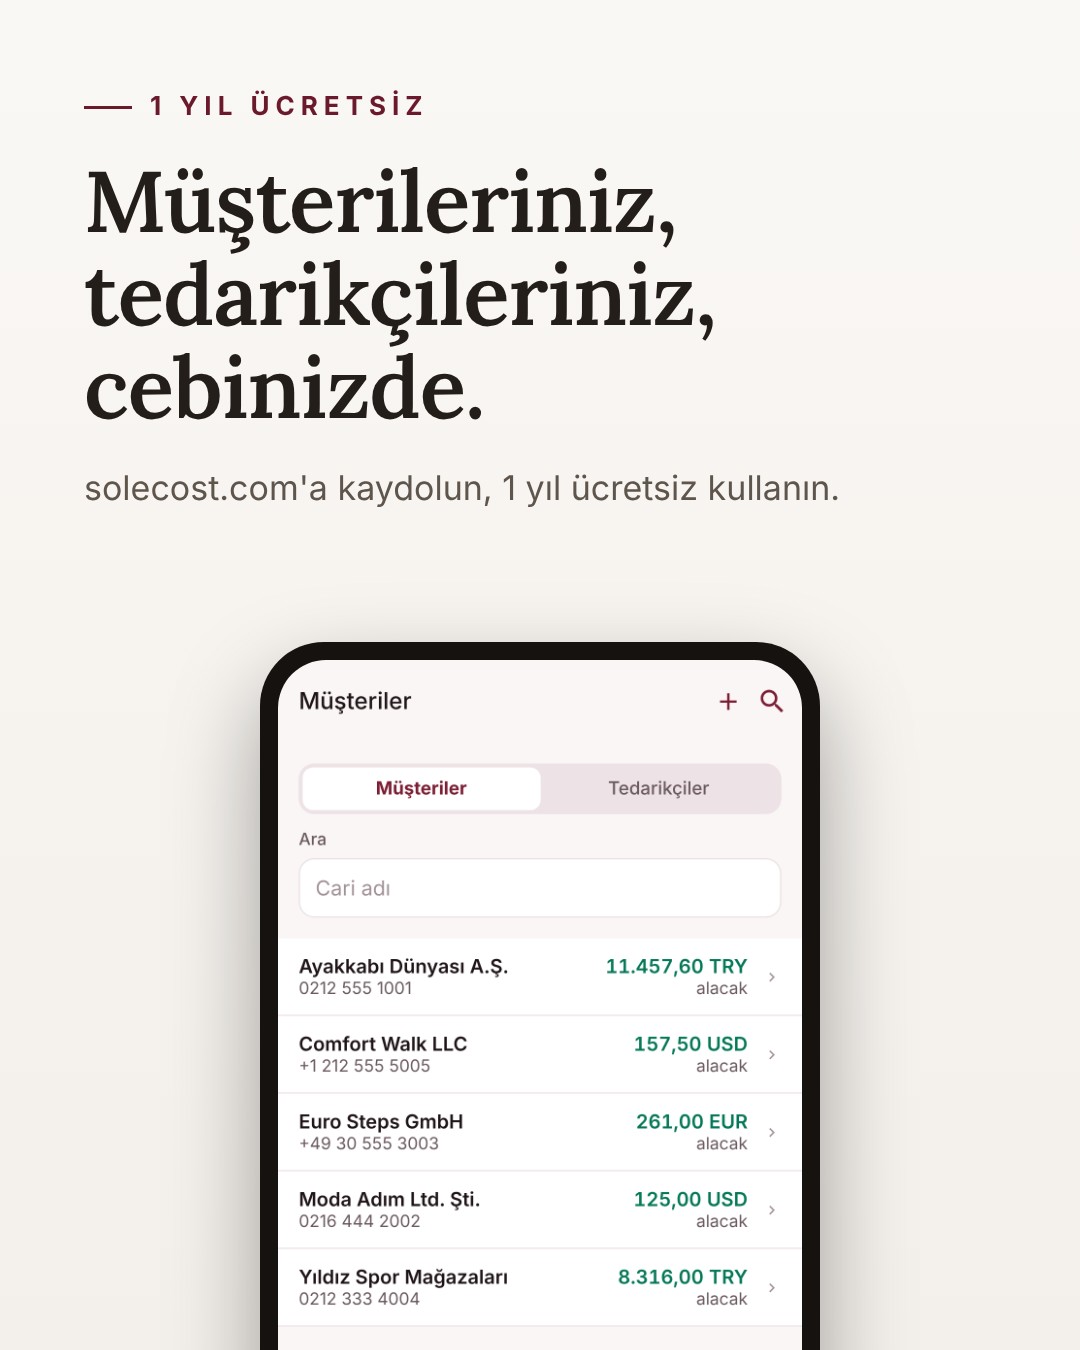 1 YIL ÜCRETSİZ
Müşterileriniz,
tedarikçileriniz,
cebinizde.
solecost.com'a kaydolun, 1 yıl ücretsiz kullanın.
Müşteriler
Müşteriler Tedarikçiler
Ara
Cari adı
Ayakkabı Dünyası A.Ş. 11.457,60 TRY
0212 555 1001 alacak
Comfort Walk LLC 157,50 USD
+1 212 555 5005 alacak
Euro Steps GmbH 261,00 EUR
+49 30 555 3003 alacak
Moda Adım Ltd. Şti. 125,00 USD
0216 444 2002 alacak
Yıldız Spor Mağazaları 8.316,00 TRY
0212 333 4004 alacak